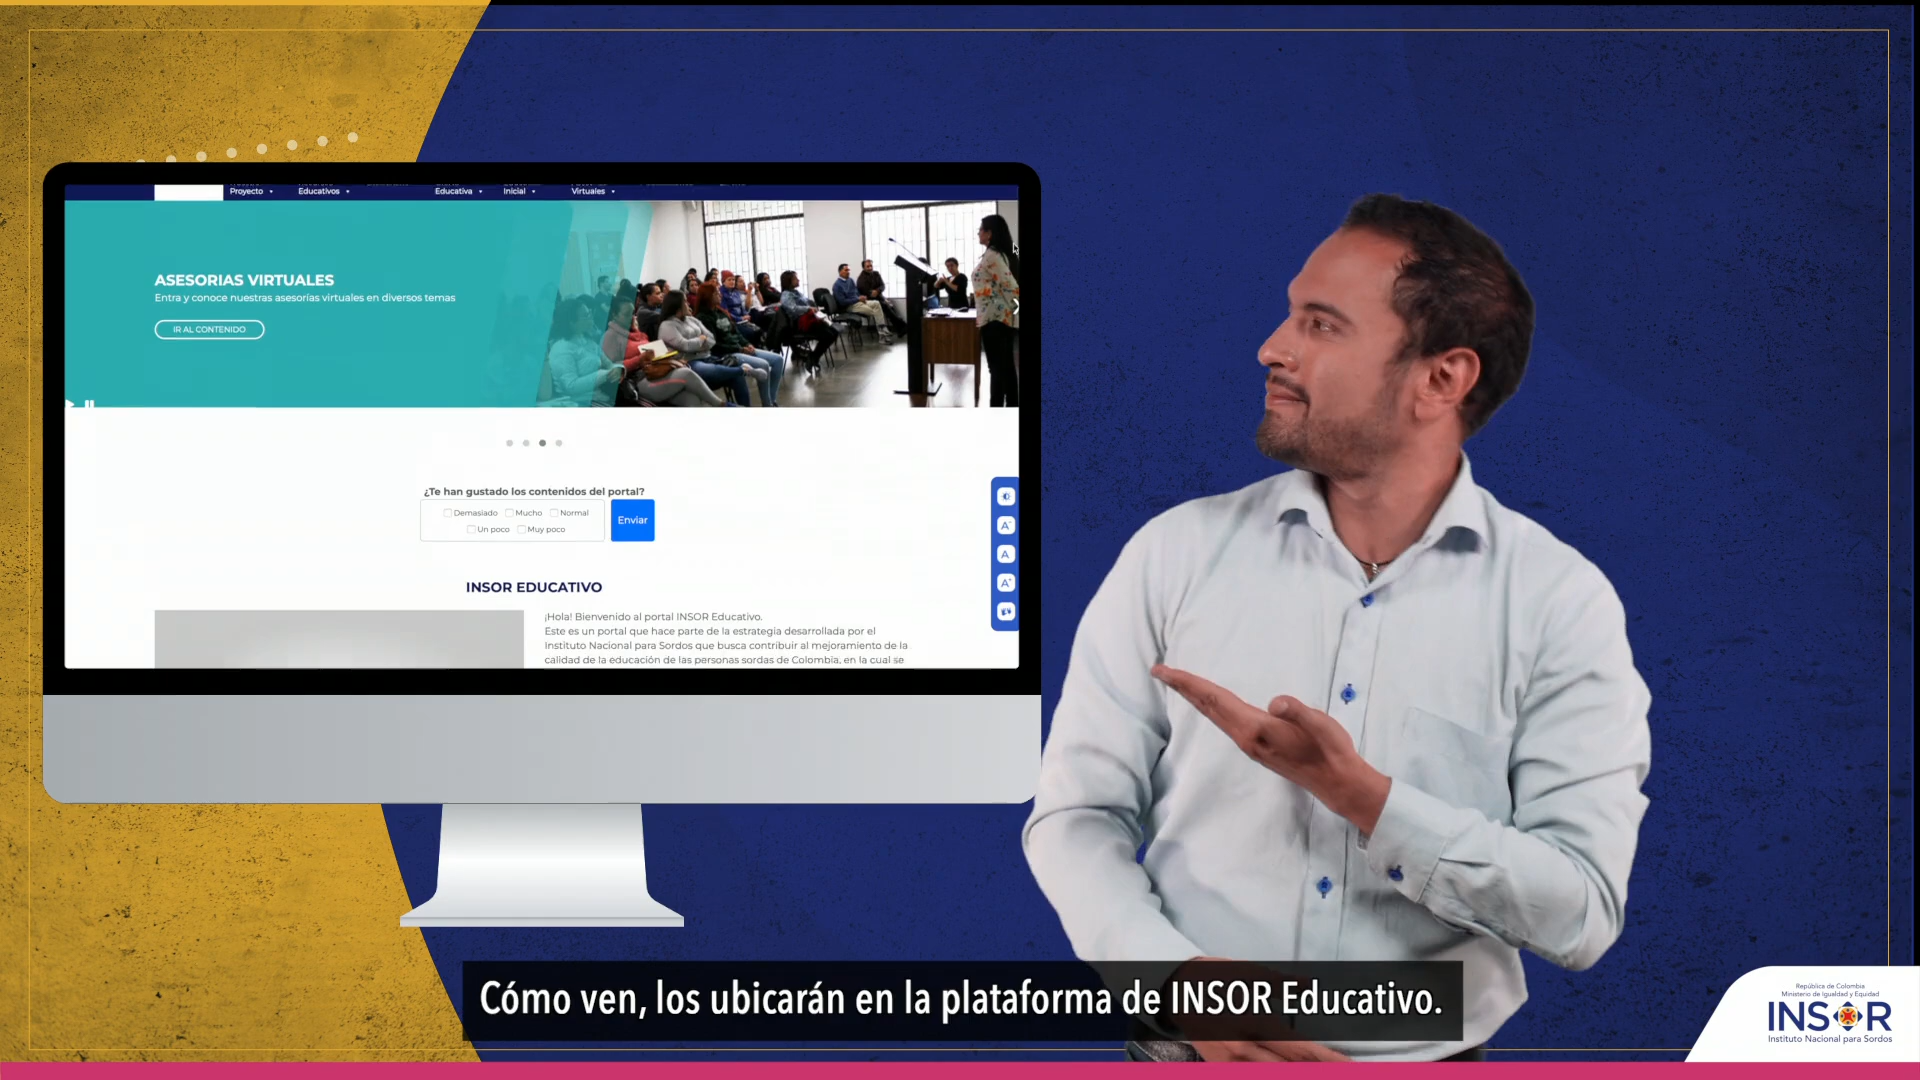 Proyecto
Educativos
Educativa
Inicial
Virtuales
ASESORIAS VIRTUALES
Entra y conoce nuestras asesorías virtuales en diversos temas
IR AL CONTENIDO
¿Te han gustado los contenidos del portal?
Demasiado Mucho Normal
Un poco Muy poco
Enviar
INSOR EDUCATIVO
¡Hola! Bienvenido al portal INSOR Educativo.
Este es un portal que hace parte de la estrategia desarrollada por el
Instituto Nacional para Sordos que busca contribuir al mejoramiento de la
calidad de la educación de las personas sordas de Colombia, en la cual se
A-
A
A+
Cómo ven, los ubicarán en la plataforma de INSOR Educativo.
República de Colombia
Ministerio de Igualdad y Equidad
INSOR
Instituto Nacional para Sordos